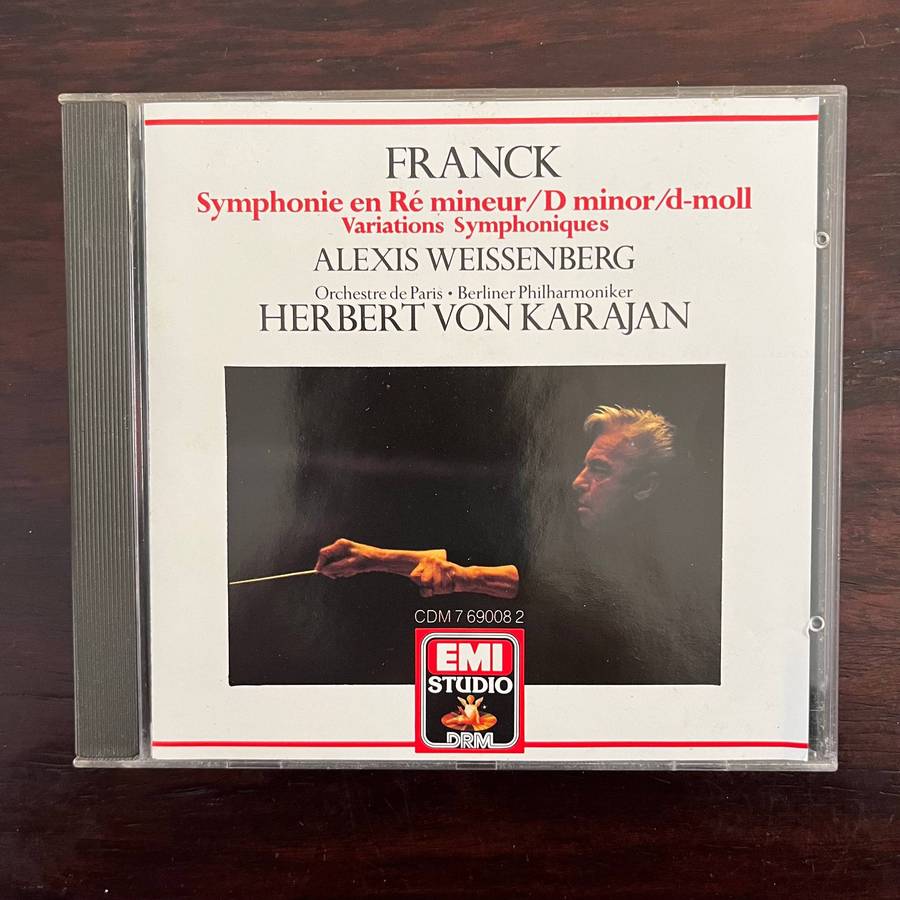 FRANCK
Symphonie en Ré mineur/D minor/d-moll
Variations Symphoniques
ALEXIS WEISSENBERG
Orchestre de Paris • Berliner Philharmoniker
HERBERT VON KARAJAN
CDM 7 69008 2
EMI
STUDIO
DRM